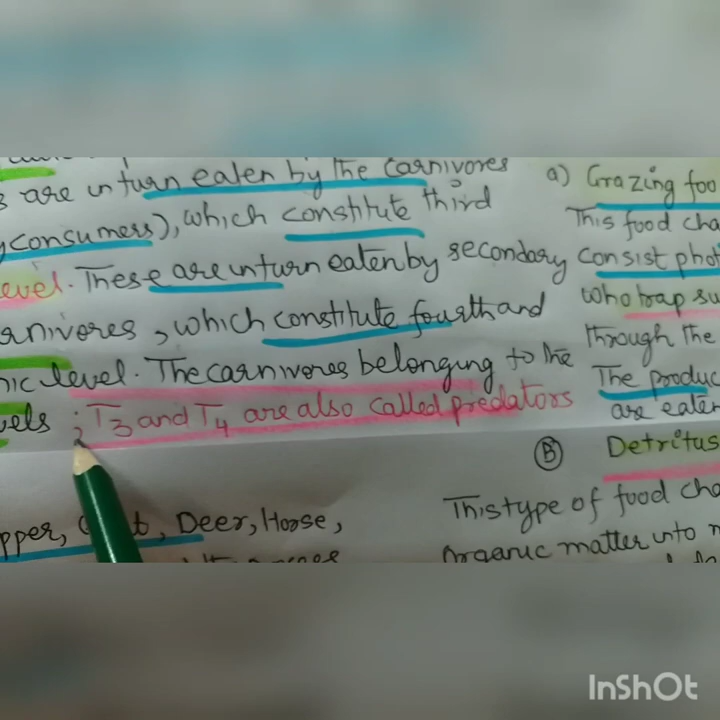 s are in turn eaten by the carnivores
y consumers), which constitute third
evel. These are in turn eaten by secondary
arnivores, which constitute fourth and
hic level. The carnivores belonging to the
vels ; T3 and T4 are also called predators
pper, G t, Deer, Horse,
a) Grazing foo
This food cha
consist phot
who trap su
through the
The produc
are eaten
B Detritus
This type of food cha
Organic matter into m
InShOt